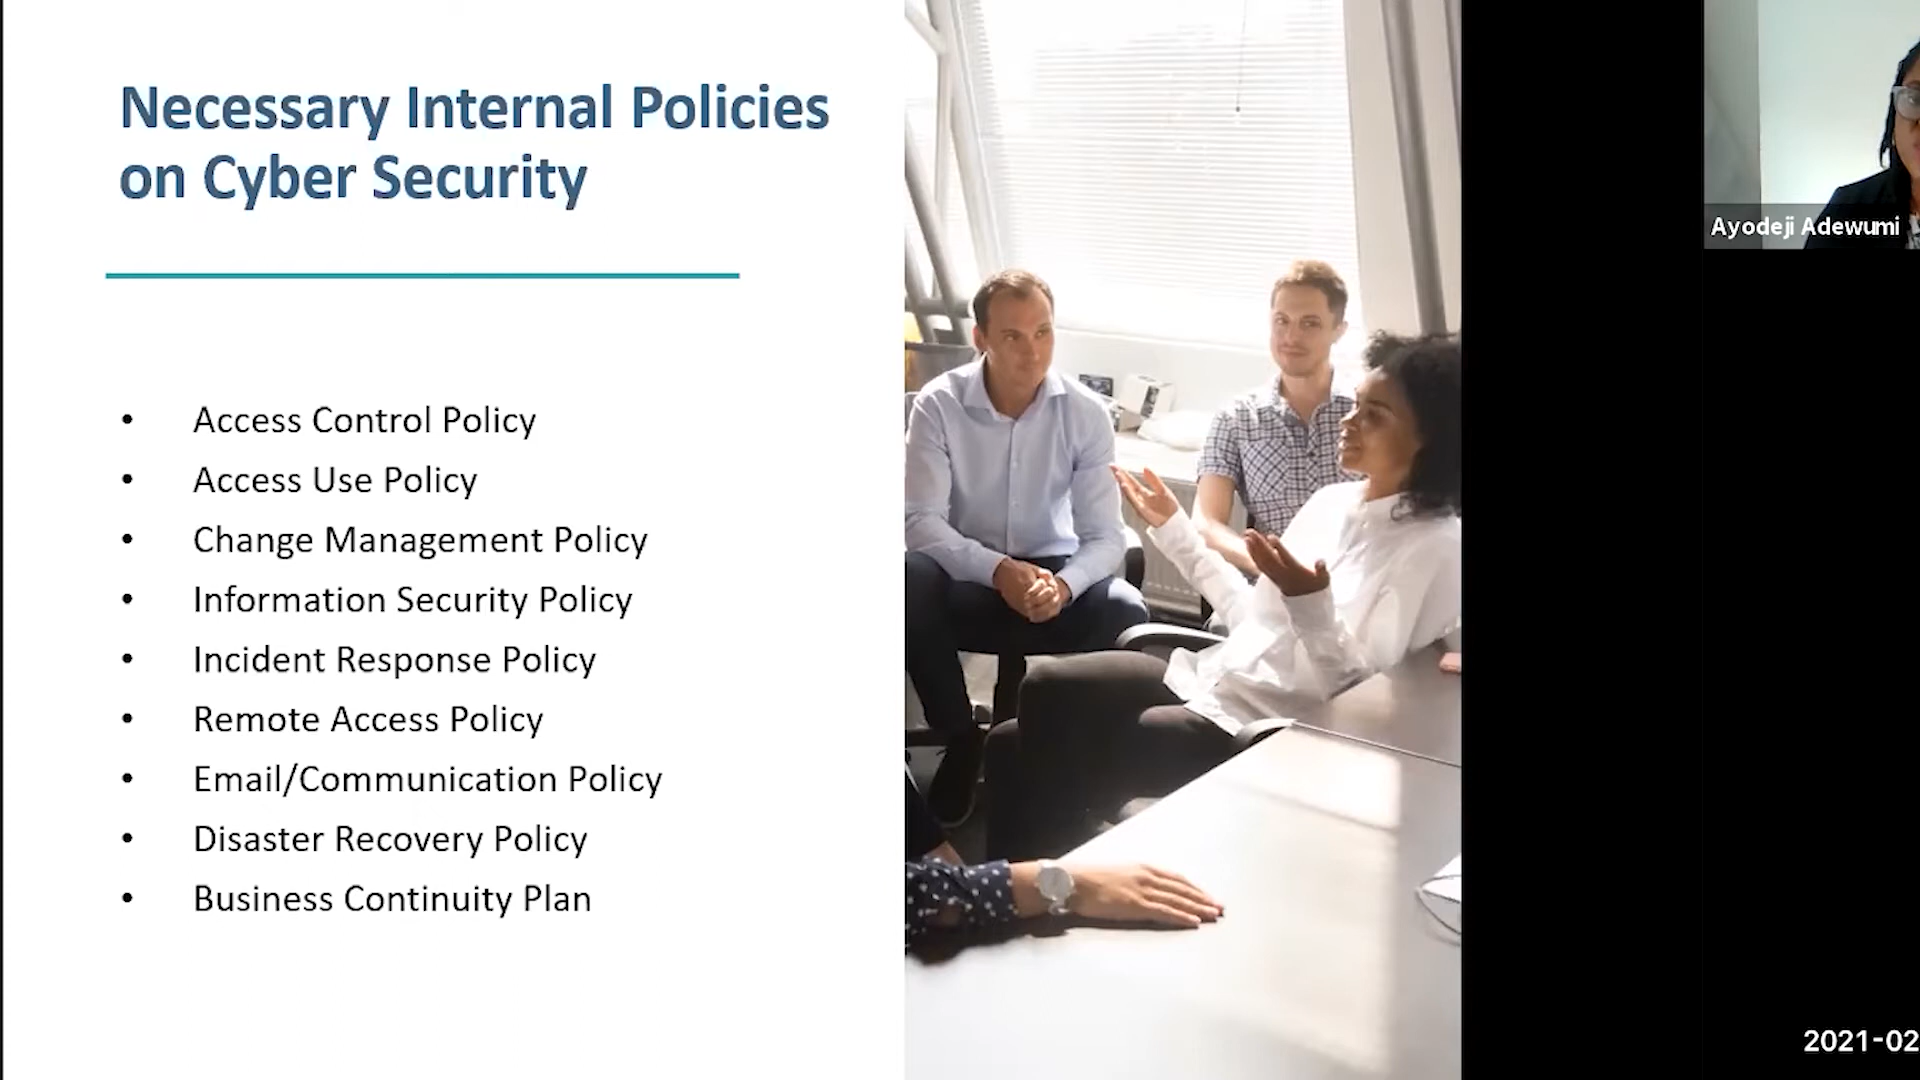 Necessary Internal Policies
on Cyber Security
• Access Control Policy
• Access Use Policy
• Change Management Policy
• Information Security Policy
• Incident Response Policy
• Remote Access Policy
• Email/Communication Policy
• Disaster Recovery Policy
• Business Continuity Plan
Ayodeji Adewumi
2021-02